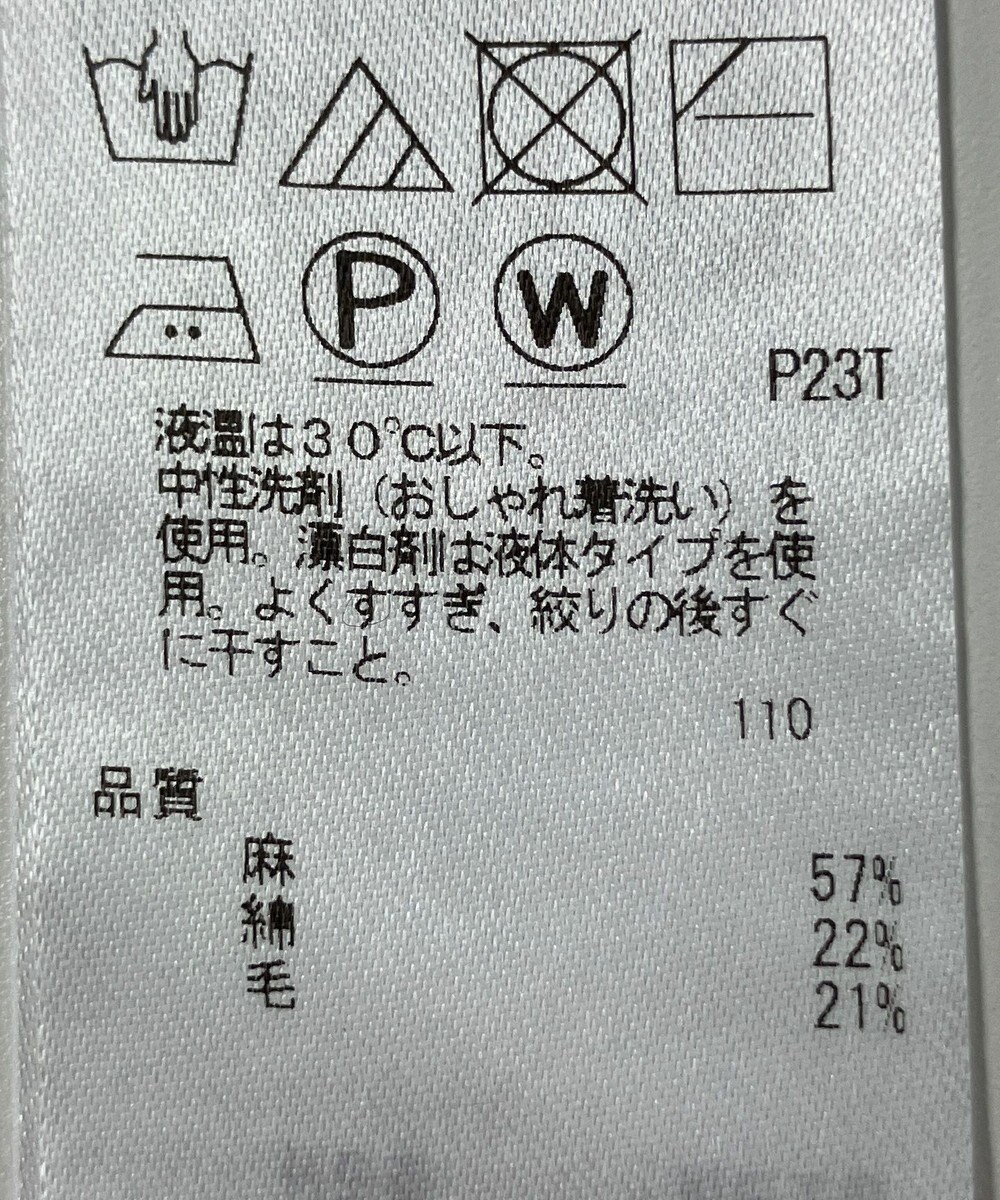 P W
P23T
液温は30℃以下。
中性洗剤（おしゃれ着洗い）を
使用。漂白剤は液体タイプを使
用。よくすすぎ、絞りの後すぐ
に干すこと。
110
品質
麻 57%
綿 22%
毛 21%